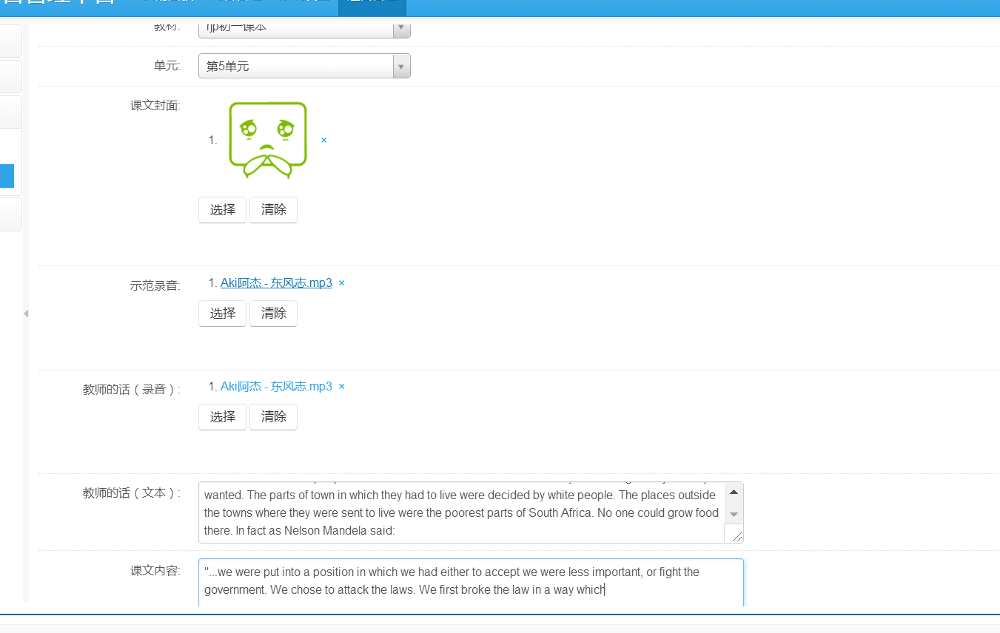 教材: rjp初一课本
单元: 第5单元
课文封面:
1. ×
选择 清除
示范录音: 1. Aki阿杰 - 东风志.mp3 ×
选择 清除
教师的话（录音）: 1. Aki阿杰 - 东风志.mp3 ×
选择 清除
教师的话（文本）:
wanted. The parts of town in which they had to live were decided by white people. The places outside
the towns where they were sent to live were the poorest parts of South Africa. No one could grow food
there. In fact as Nelson Mandela said:
课文内容: "...we were put into a position in which we had either to accept we were less important, or fight the
government. We chose to attack the laws. We first broke the law in a way which